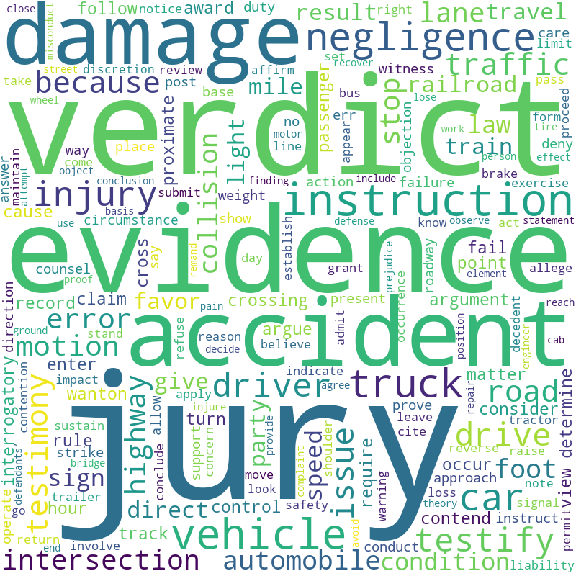 close
follow
notice
award
duty
result
right
lane
travel
damage
negligence
care
limit
misconduct
take
street
discretion
review
affirm
set
recover
witness
traffic
because
post
base
mile
passenger
bus
stop
railroad
pass
wheel
verdict
appear
err
no
motor
line
objection
lose
law
form
tire
proceed
work
train
person
deny
effect
answer
attempt
maintain
way
come
place
object
proximate
light
conclusion
submit
finding
action
include
failure
brake
exercise
injury
collision
weight
instruction
cause
circumstance
show
use
basis
defense
know
observe
act
statement
evidence
counsel
proof
remand
cross
say
day
establish
grant
prejudice
roadway
fail
point
element
allege
reach
direction
record
claim
favor
crossing
present
occurrence
argument
ground
stand
pain
accident
error
refuse
argue
reason
believe
decide
admit
decedent
position
engineer
cab
motion
interrogatory
contention
enter
impact
give
indicate
driver
agree
truck
matter
road
consider
testimony
sustain
highway
allow
apply
injure
party
prove
leave
cite
repair
tractor
reverse
raise
rule
strike
bridge
jury
conclude
turn
support
concern
provide
speed
shoulder
issue
require
warning
drive
view
determine
sign
wanton
move
look
complaint
occur
approach
foot
car
note
signal
operate
go
defendants
hour
trailer
direct
control
safety
loss
theory
contend
instruct
permit
return
end
involve
track
vehicle
avoid
conduct
testify
intersection
automobile
condition
liability